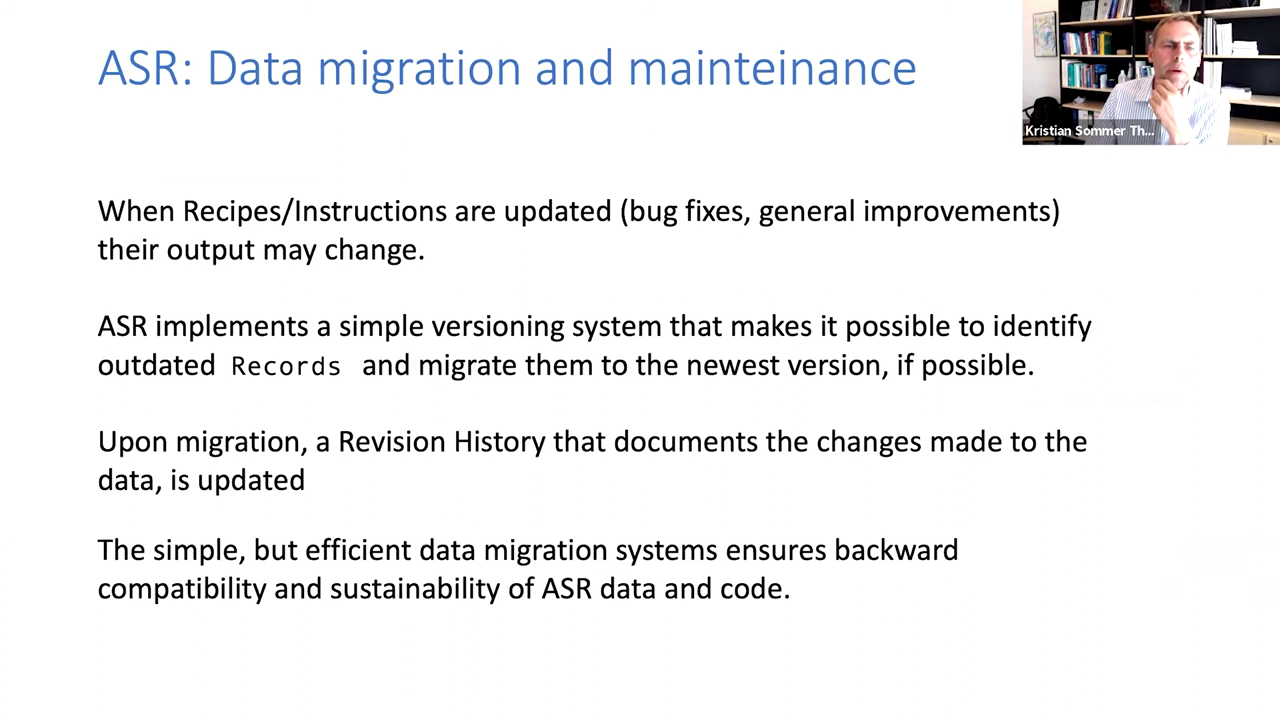 ASR: Data migration and mainteinance
Kristian Sommer Th...
When Recipes/Instructions are updated (bug fixes, general improvements)
their output may change.
ASR implements a simple versioning system that makes it possible to identify
outdated Records and migrate them to the newest version, if possible.
Upon migration, a Revision History that documents the changes made to the
data, is updated
The simple, but efficient data migration systems ensures backward
compatibility and sustainability of ASR data and code.